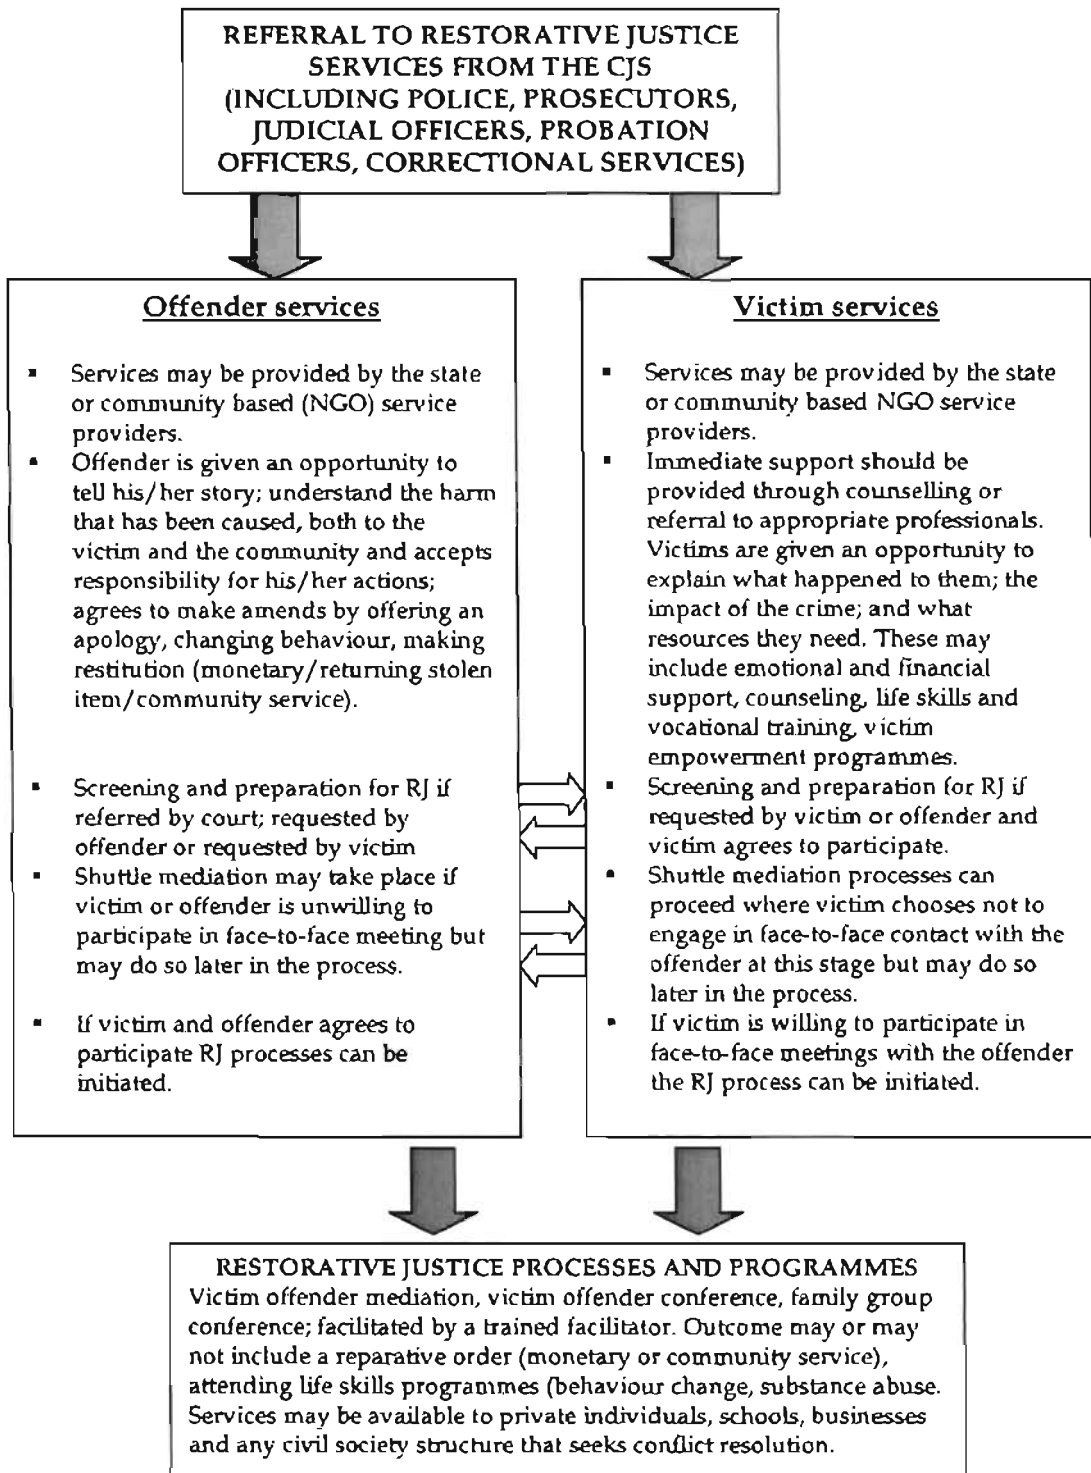 REFERRAL TO RESTORATIVE JUSTICE
SERVICES FROM THE CJS
(INCLUDING POLICE, PROSECUTORS,
JUDICIAL OFFICERS, PROBATION
OFFICERS, CORRECTIONAL SERVICES)
Offender services
▪ Services may be provided by the state
or community based (NGO) service
providers.
▪ Offender is given an opportunity to
tell his/her story; understand the harm
that has been caused, both to the
victim and the community and accepts
responsibility for his/her actions;
agrees to make amends by offering an
apology, changing behaviour, making
restitution (monetary/returning stolen
item/community service).
▪ Screening and preparation for RJ if
referred by court; requested by
offender or requested by victim
▪ Shuttle mediation may take place if
victim or offender is unwilling to
participate in face-to-face meeting but
may do so later in the process.
▪ If victim and offender agrees to
participate RJ processes can be
initiated.
Victim services
▪ Services may be provided by the state
or community based NGO service
providers.
▪ Immediate support should be
provided through counselling or
referral to appropriate professionals.
Victims are given an opportunity to
explain what happened to them; the
impact of the crime; and what
resources they need. These may
include emotional and financial
support, counseling, life skills and
vocational training, victim
empowerment programmes.
▪ Screening and preparation for RJ if
requested by victim or offender and
victim agrees to participate.
▪ Shuttle mediation processes can
proceed where victim chooses not to
engage in face-to-face contact with the
offender at this stage but may do so
later in the process.
▪ If victim is willing to participate in
face-to-face meetings with the offender
the RJ process can be initiated.
RESTORATIVE JUSTICE PROCESSES AND PROGRAMMES
Victim offender mediation, victim offender conference, family group
conference; facilitated by a trained facilitator. Outcome may or may
not include a reparative order (monetary or community service),
attending life skills programmes (behaviour change, substance abuse.
Services may be available to private individuals, schools, businesses
and any civil society structure that seeks conflict resolution.